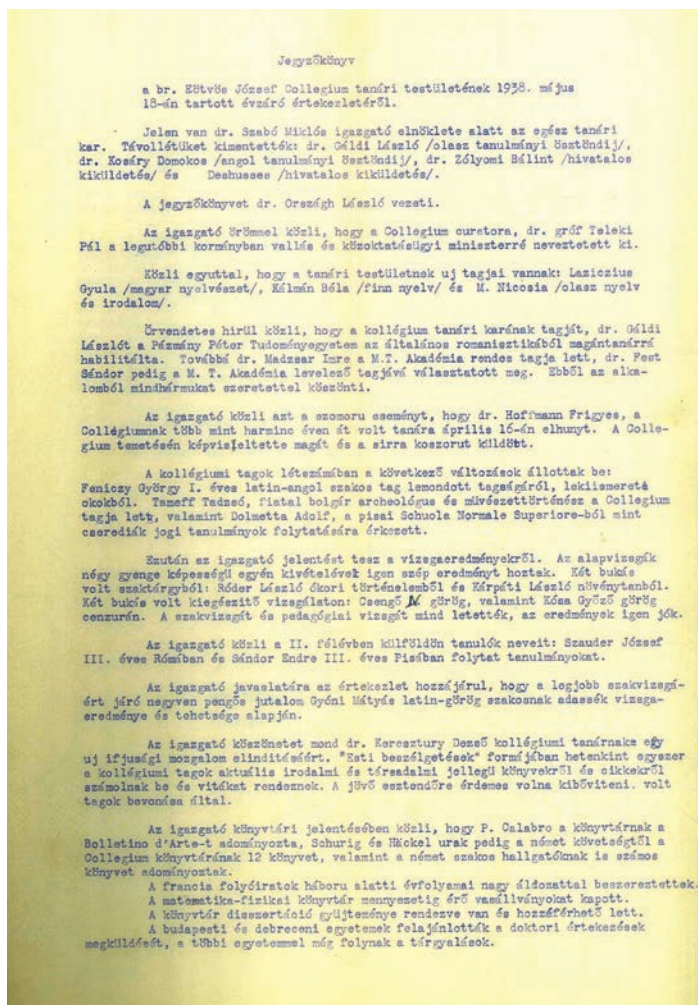 Jegyzőkönyv
a br. Eötvös József Collegium tanári testületének 1938. május
18-án tartott évzáró értekezletéről.
Jelen van dr. Szabó Miklós igazgató elnöklete alatt az egész tanári
kar. Távollétüket kimentették: dr. Gáldi László /olasz tanulmányi ösztöndij/,
dr. Kosáry Domokos /angol tanulmányi ösztöndij/, dr. Zólyomi Bálint /hivatalos
kiküldetés/ és Deshusses /hivatalos kiküldetés/.
A jegyzőkönyvet dr. Országh László vezeti.
Az igazgató örömmel közli, hogy a Collegium curatora, dr. gróf Teleki
Pál a legutóbbi kormányban vallás és közoktatásügyi miniszterré neveztetett ki.
Közli egyuttal, hogy a tanári testületnek uj tagjai vannak: Laziczius
Gyula /magyar nyelvészet/, Kálmán Béla /finn nyelv/ és M. Nicosia /olasz nyelv
és irodalom/.
Örvendetes hirül közli, hogy a kollégium tanári karának tagját, dr. Gáldi
Lászlót a Pázmány Péter Tudományegyetem az általános romanisztikából magántanárrá
habilitálta. Továbbá dr. Madzsar Imre a M.T. Akadémia rendes tagja lett, dr. Fest
Sándor pedig a M. T. Akadémia levelező tagjává választatott meg. Ebből az alka-
lomból mindhármukat szeretettel köszönti.
Az igazgató közli azt a szomoru eseményt, hogy dr. Hoffmann Frigyes, a
Collégiumnak több mint harminc éven át volt tanára április 16-án elhunyt. A Colle-
gium temetésén képviseltette magát és a sirra koszorut küldött.
A kollégiumi tagok létszámában a következő változások állottak be:
Feniczy György I. éves latin-angol szakos tag lemondott tagságáról, lekiismereti
okokból. Tameff Tadzsó, fiatal bolgár archeológus és művészettörténész a Collegium
tagja lett, valamint Dolmetta Adolf, a pisai Schuola Normale Superiore-ból mint
cserediák jogi tanulmányok folytatására érkezett.
Ezután az igazgató jelentést tesz a vizsgaeredményekről. Az alapvizsgák
négy gyenge képességü egyén kivételével igen szép eredményt hoztak. Két bukás
volt szaktárgyból: Róder László ókori történelemből és Kárpáti László növénytanból.
Két bukás volt kiegészitő vizsgálaton: Csengő N. görög, valamint Kósa Győző görög
cenzurán. A szakvizsgát és pedagógiai vizsgát mind letették, az eredmények igen jók.
Az igazgató közli a II. félévben külföldön tanulók neveit: Szauder József
III. éves Rómában és Sándor Endre III. éves Pisában folytat tanulmányokat.
Az igazgató javaslatára az értekezlet hozzájárul, hogy a legjobb szakvizsgá-
ért járó negyven pengős jutalom Gyóni Mátyás latin-görög szakosnak adassék vizsga-
eredménye és tehetsége alapján.
Az igazgató köszönetet mond dr. Keresztury Dezső kollégiumi tanárnak egy
uj ifjusági mozgalom elinditásáért. "Esti beszélgetések" formájában hetenkint egyszer
a kollégiumi tagok aktuális irodalmi és társadalmi jellegü könyvekről és cikkekről
számolnak be és vitákat rendeznek. A jövő esztendőre érdemes volna kibőviteni. volt
tagok bevonása által.
Az igazgató könyvtári jelentésében közli, hogy P. Calabro a könyvtárnak a
Bolletino d'Arte-t adományozta, Schurig és Häckel urak pedig a német követségtől a
Collegium könyvtárának 12 könyvet, valamint a német szakos hallgatóknak is számos
könyvet adományoztak.
A francia folyóiratok háboru alatti évfolyamai nagy áldozattal beszereztettek.
A matematika-fizikai könyvtár mennyezetig érő vasállványokat kapott.
A könyvtár disszertáció gyüjteménye rendezve van és hozzáférhető lett.
A budapesti és debreceni egyetemek felajánlották a doktori értekezések
megküldését, a többi egyetemmel még folynak a tárgyalások.